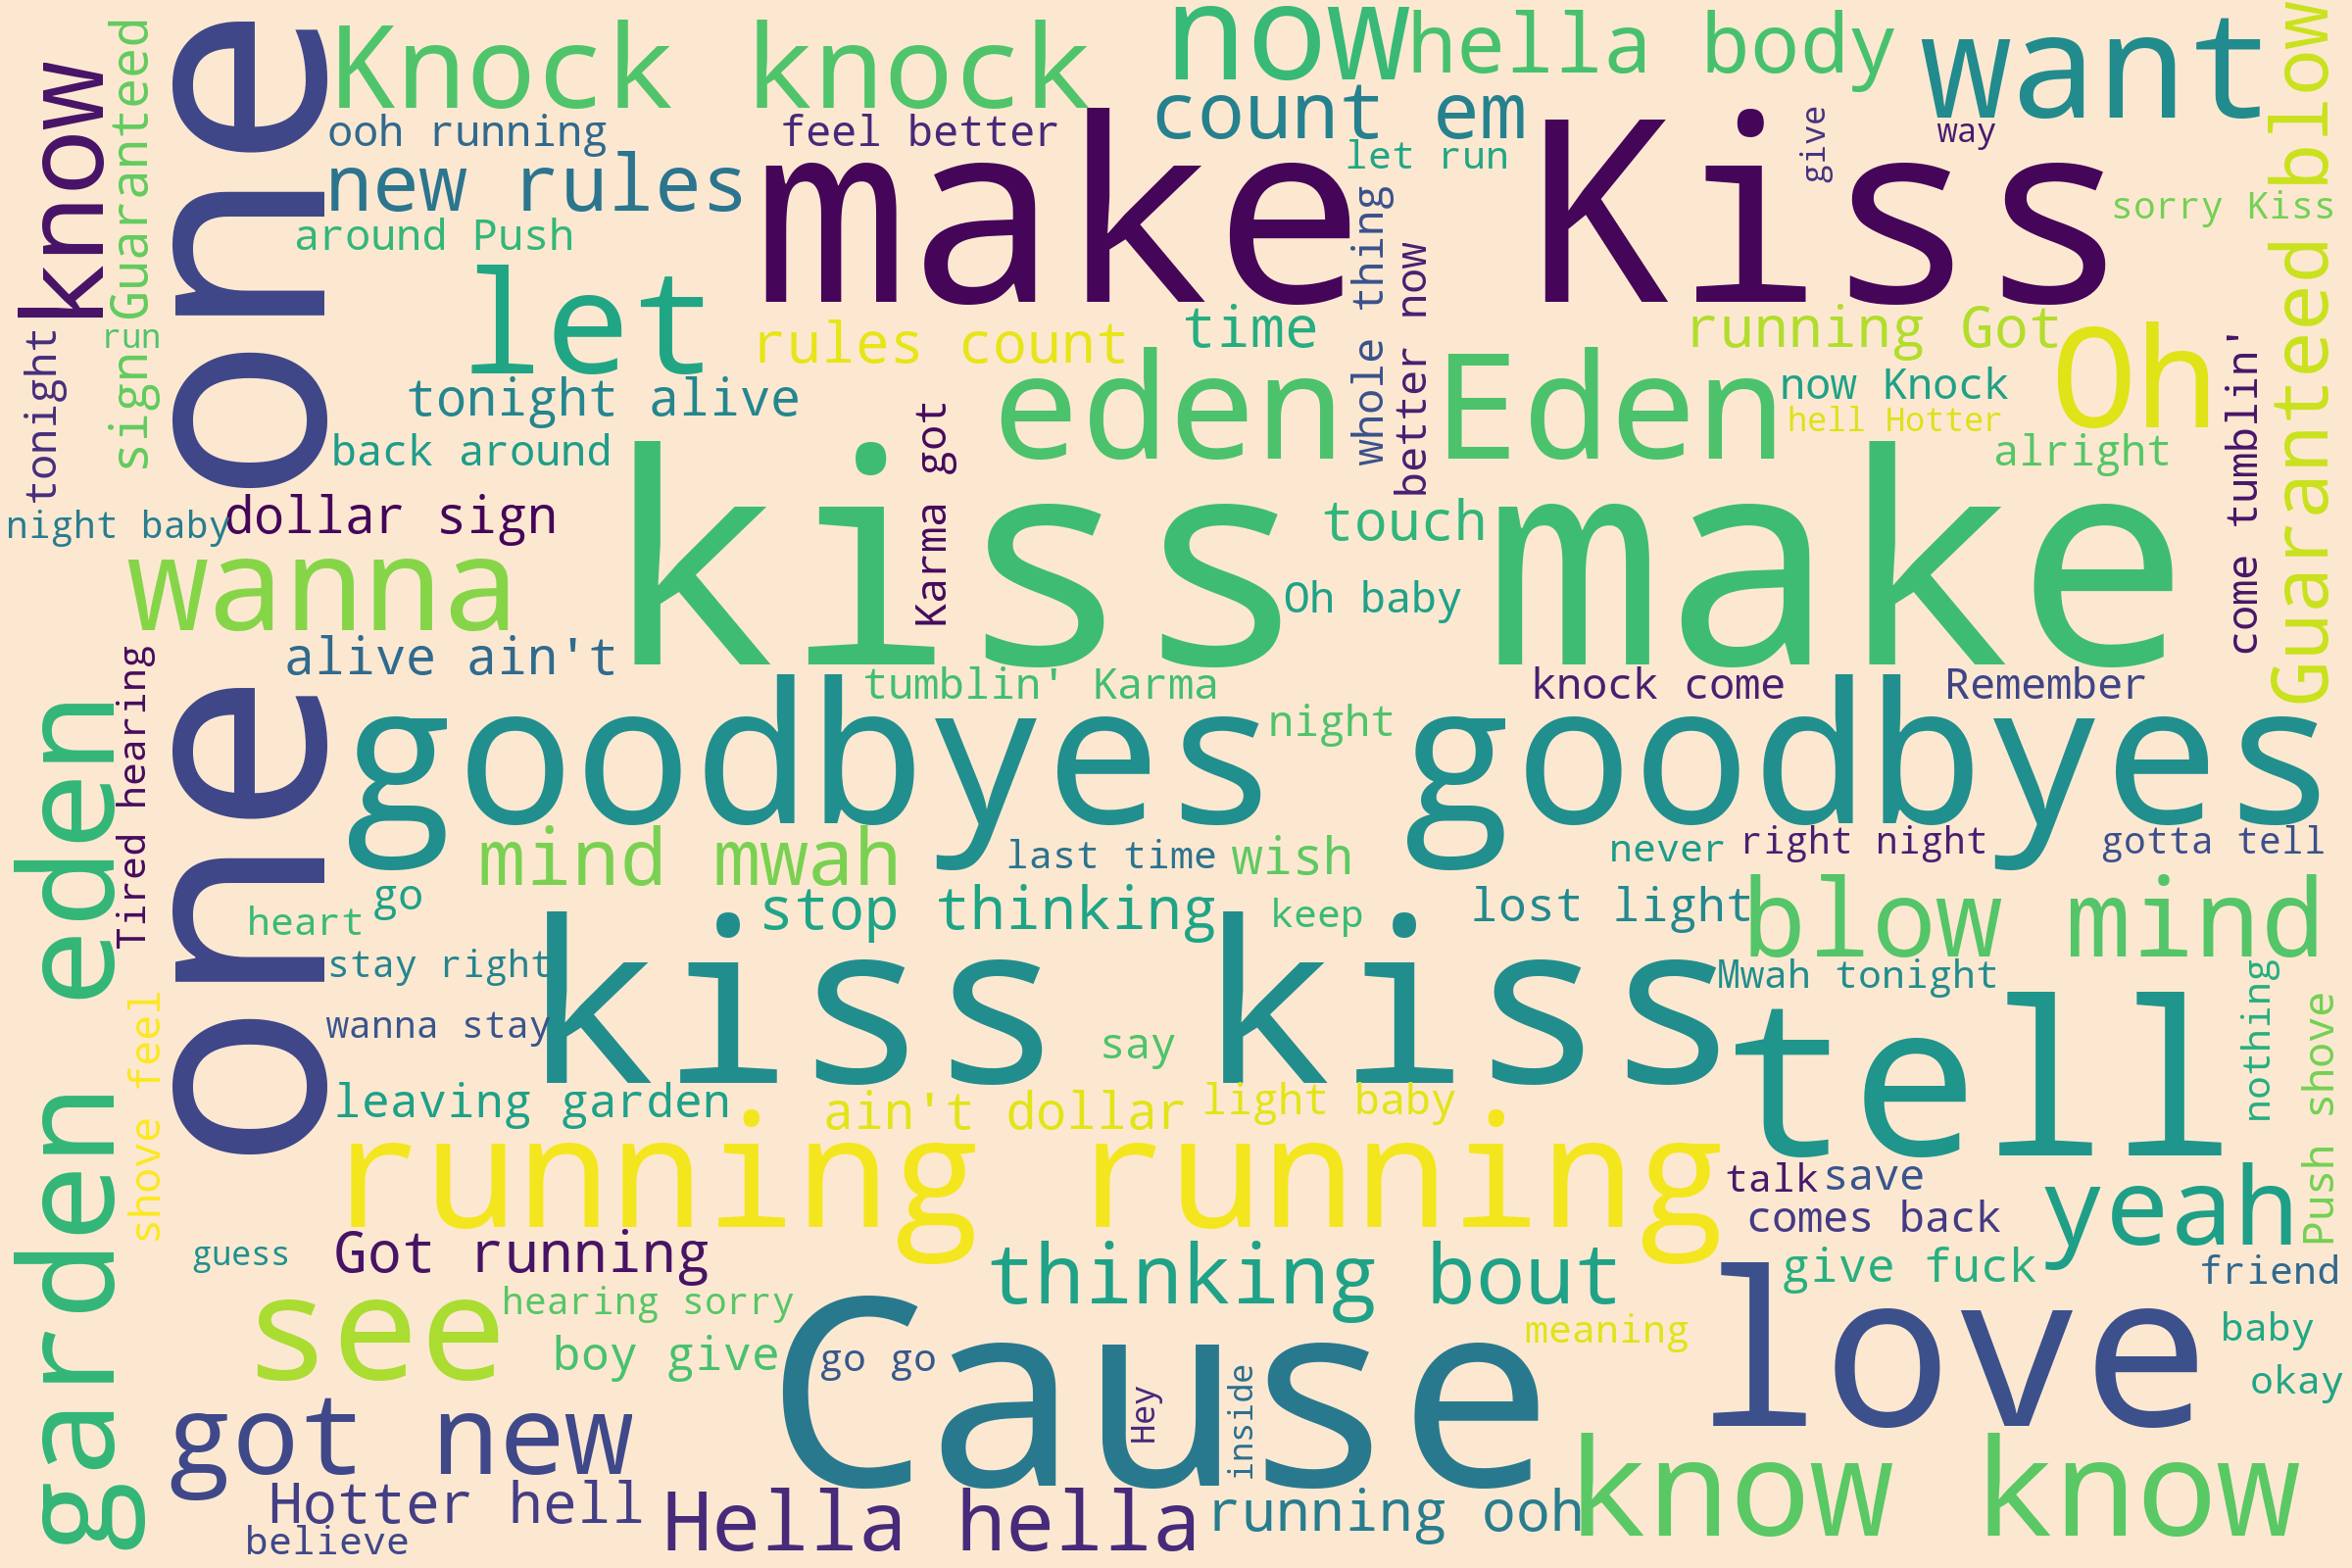 know
Guaranteed
one one
Knock knock
now
hella body
want
blow
ooh running
feel better
count em
let run
give
way
new rules
make
Kiss
sorry Kiss
around Push
whole thing
better now
let
tonight
run
sign
rules count
time
running Got
Oh
come tumblin'
Guaranteed
tonight alive
eden Eden
now Knock
hell Hotter
back around
Karma got
alright
night baby
dollar sign
kiss
touch
make
wanna
Oh baby
alive ain't
tumblin' Karma
knock come
Remember
Tired hearing
garden eden
goodbyes goodbyes
night
mind mwah
last time
wish
never
right night
gotta tell
go
heart
stop thinking
keep
lost light
blow mind
stay right
kiss kiss
Mwah tonight
nothing
Push shove
shove feel
wanna stay
say
tell
leaving garden
ain't dollar
light baby
running running
talk
save
yeah
comes back
guess
Got running
thinking bout
give fuck
friend
see
hearing sorry
Cause
love
boy give
go go
meaning
baby
okay
Hey
inside
got new
know know
Hotter hell
Hella hella
running ooh
believe